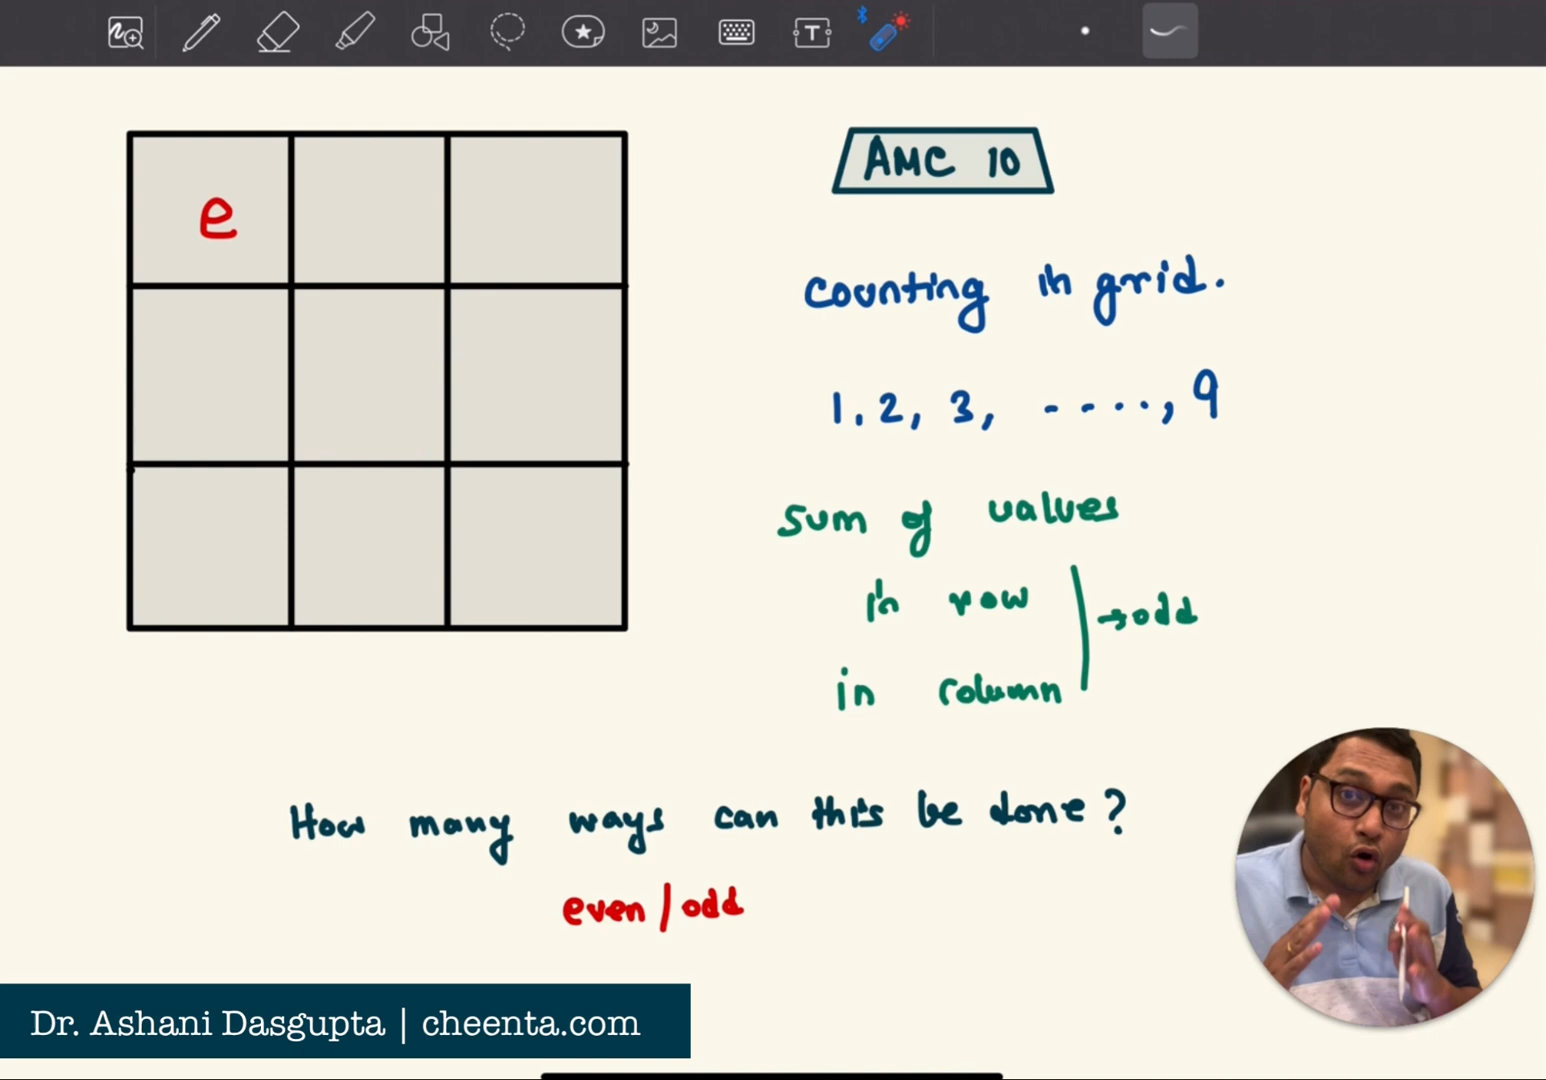 e
AMC 10
Counting in grid.
1, 2, 3, -----, 9
sum of values
in row
→ odd
in column
How many ways can this be done?
even/odd
Dr. Ashani Dasgupta | cheenta.com